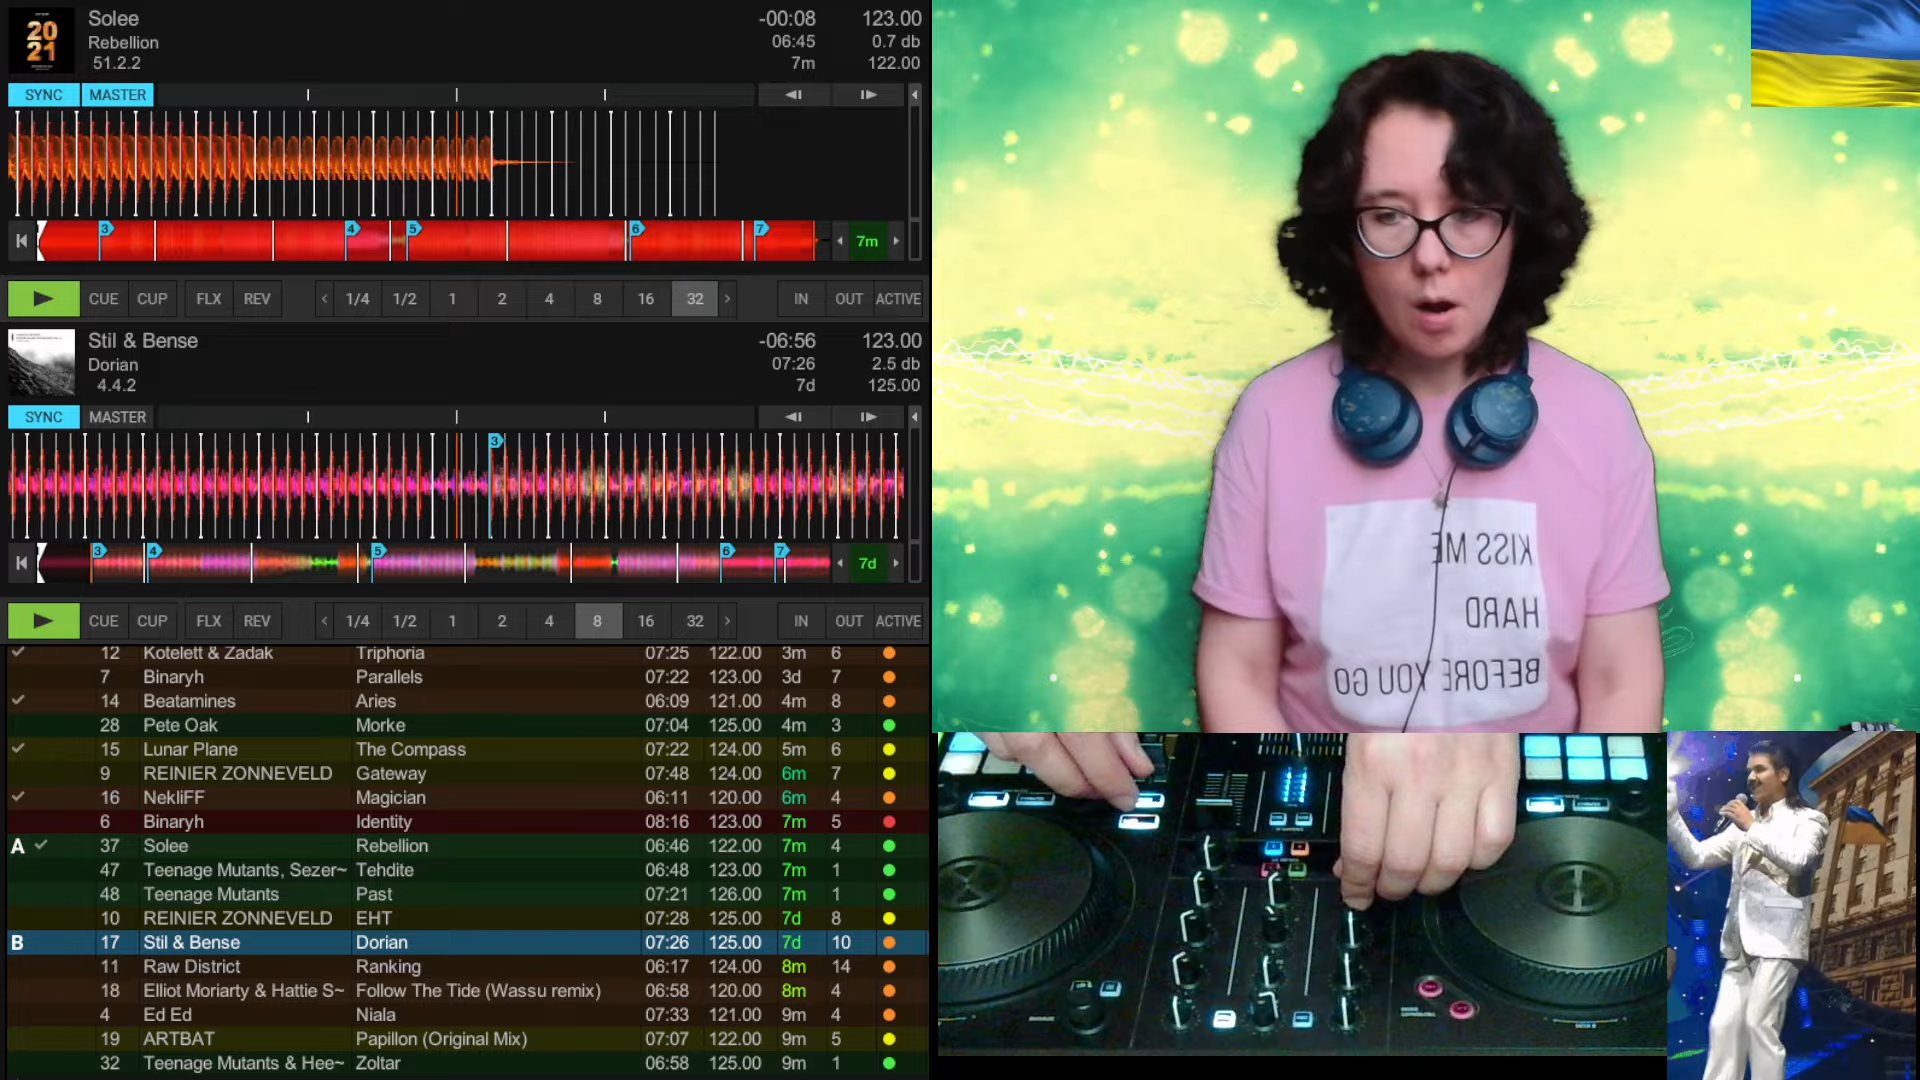 20
21
Solee
Rebellion
51.2.2
-00:08 123.00
06:45 0.7 db
7m 122.00
SYNC MASTER
3 4 5 6 7
7m
CUE CUP FLX REV 1/4 1/2 1 2 4 8 16 32 IN OUT ACTIVE
Stil & Bense
Dorian
4.4.2
-06:56 123.00
07:26 2.5 db
7d 125.00
SYNC MASTER
3
3 4 5 6 7
7d
CUE CUP FLX REV 1/4 1/2 1 2 4 8 16 32 IN OUT ACTIVE
12 Kotelett & Zadak Triphoria 07:25 122.00 3m 6
7 Binaryh Parallels 07:22 123.00 3d 7
14 Beatamines Aries 06:09 121.00 4m 8
28 Pete Oak Morke 07:04 125.00 4m 3
15 Lunar Plane The Compass 07:22 124.00 5m 6
9 REINIER ZONNEVELD Gateway 07:48 124.00 6m 7
16 NekliFF Magician 06:11 120.00 6m 4
6 Binaryh Identity 08:16 123.00 7m 5
A 37 Solee Rebellion 06:46 122.00 7m 4
47 Teenage Mutants, Sezer~ Tehdite 06:48 123.00 7m 1
48 Teenage Mutants Past 07:21 126.00 7m 1
10 REINIER ZONNEVELD EHT 07:28 125.00 7d 8
B 17 Stil & Bense Dorian 07:26 125.00 7d 10
11 Raw District Ranking 06:17 124.00 8m 14
18 Elliot Moriarty & Hattie S~ Follow The Tide (Wassu remix) 06:58 120.00 8m 4
4 Ed Ed Niala 07:33 121.00 9m 4
19 ARTBAT Papillon (Original Mix) 07:07 122.00 9m 5
32 Teenage Mutants & Hee~ Zoltar 06:58 125.00 9m 1
KISS ME
HARD
BEFORE YOU GO